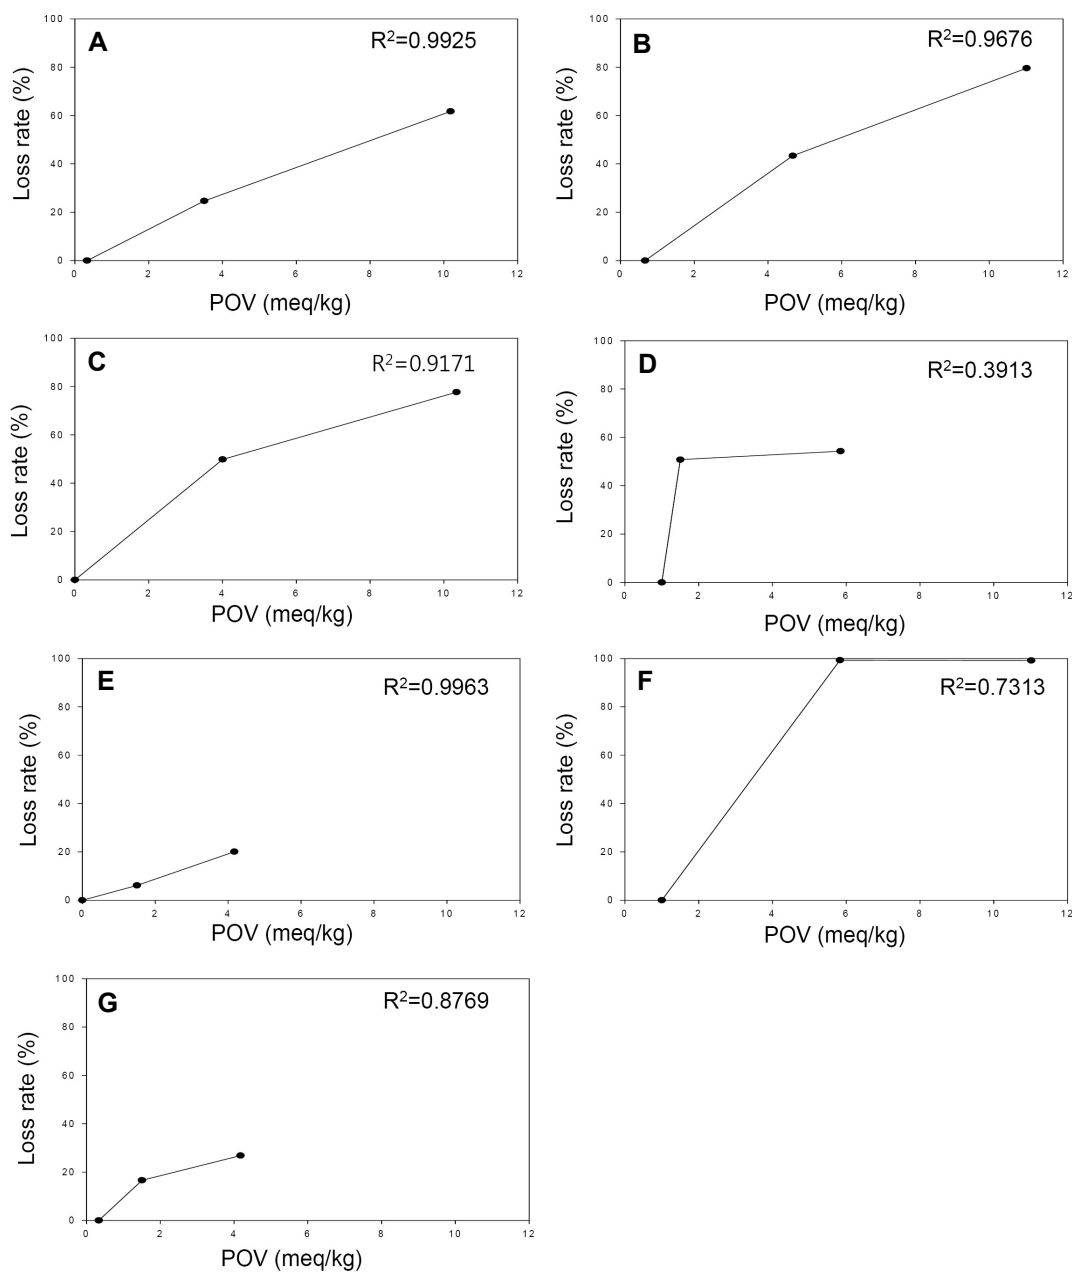 A
R²=0.9925
100
80
60
40
20
0
Loss rate (%)
0 2 4 6 8 10 12
POV (meq/kg)
B
R²=0.9676
100
80
60
40
20
0
Loss rate (%)
0 2 4 6 8 10 12
POV (meq/kg)
C
R²=0.9171
100
80
60
40
20
0
Loss rate (%)
0 2 4 6 8 10 12
POV (meq/kg)
D
R²=0.3913
100
80
60
40
20
0
Loss rate (%)
0 2 4 6 8 10 12
POV (meq/kg)
E
R²=0.9963
100
80
60
40
20
0
Loss rate (%)
0 2 4 6 8 10 12
POV (meq/kg)
F
R²=0.7313
100
80
60
40
20
0
Loss rate (%)
0 2 4 6 8 10 12
POV (meq/kg)
G
R²=0.8769
100
80
60
40
20
0
Loss rate (%)
0 2 4 6 8 10 12
POV (meq/kg)